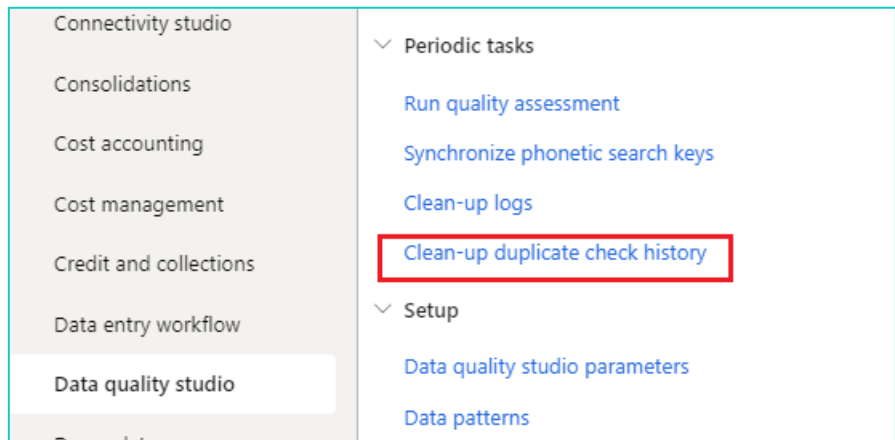 Connectivity studio
Consolidations
Cost accounting
Cost management
Credit and collections
Data entry workflow
Data quality studio
Periodic tasks
Run quality assessment
Synchronize phonetic search keys
Clean-up logs
Clean-up duplicate check history
Setup
Data quality studio parameters
Data patterns